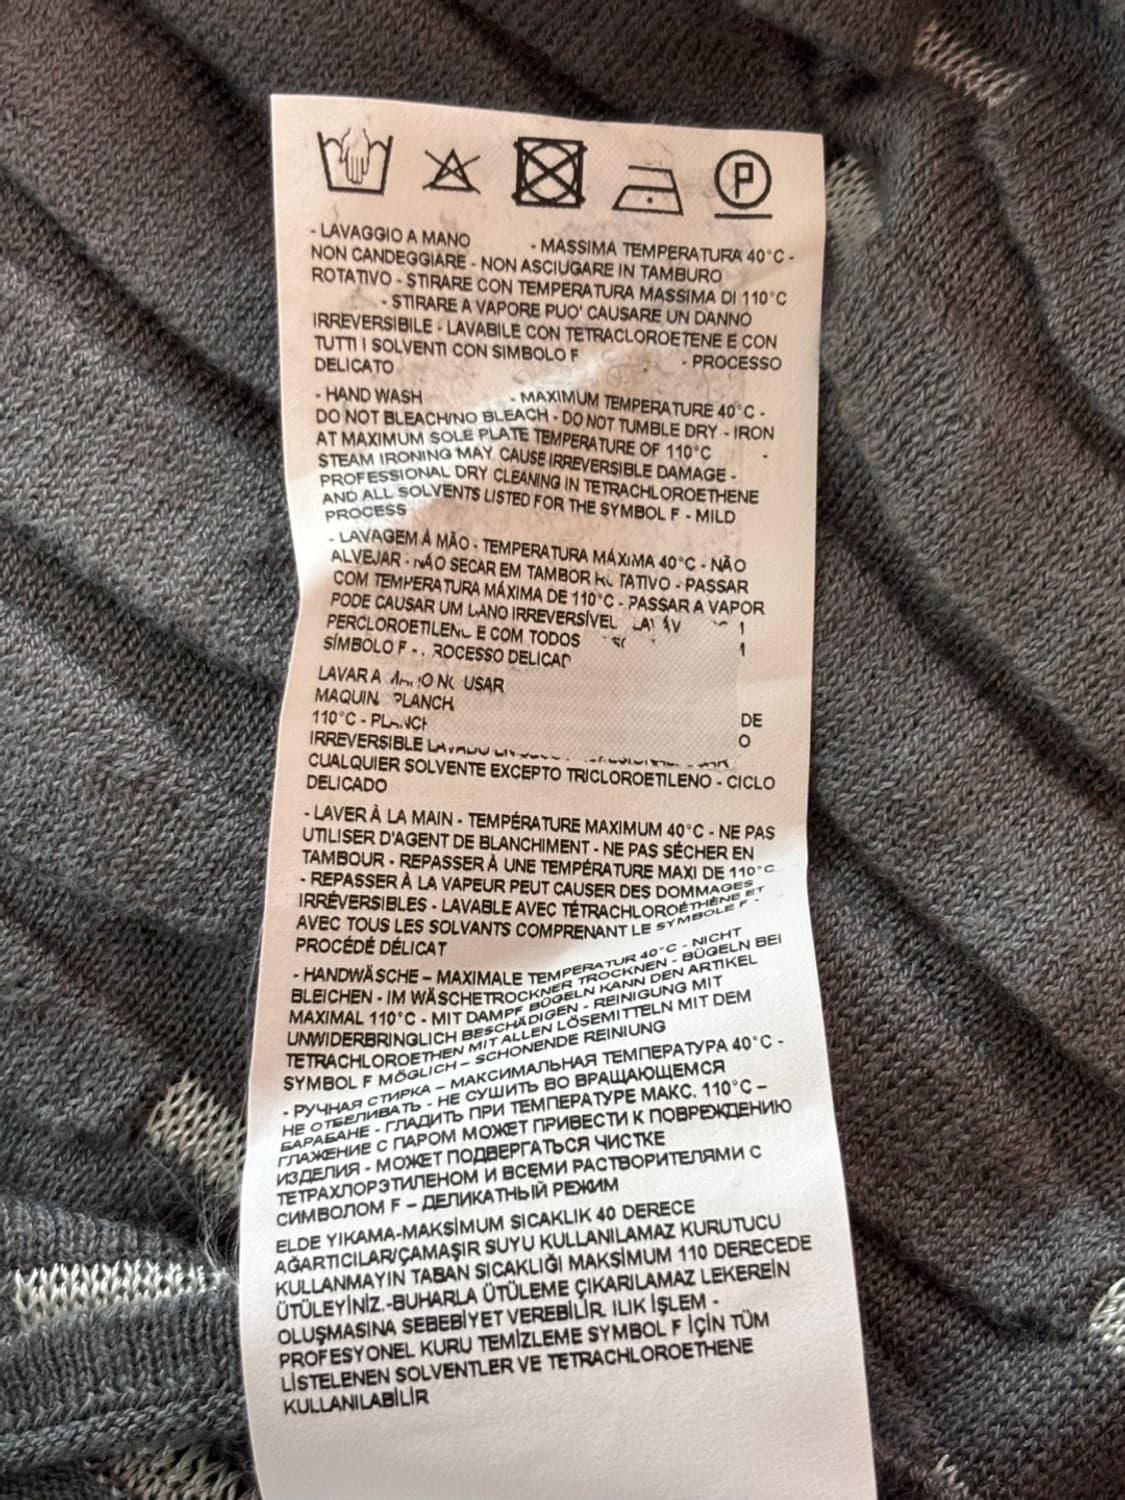 P
- LAVAGGIO A MANO - MASSIMA TEMPERATURA 40°C -
NON CANDEGGIARE - NON ASCIUGARE IN TAMBURO
ROTATIVO - STIRARE CON TEMPERATURA MASSIMA DI 110°C
- STIRARE A VAPORE PUO' CAUSARE UN DANNO
IRREVERSIBILE - LAVABILE CON TETRACLOROETENE E CON
TUTTI I SOLVENTI CON SIMBOLO F - PROCESSO
DELICATO
- HAND WASH - MAXIMUM TEMPERATURE 40°C -
DO NOT BLEACH/NO BLEACH - DO NOT TUMBLE DRY - IRON
AT MAXIMUM SOLE PLATE TEMPERATURE OF 110°C -
STEAM IRONING MAY CAUSE IRREVERSIBLE DAMAGE -
PROFESSIONAL DRY CLEANING IN TETRACHLOROETHENE
AND ALL SOLVENTS LISTED FOR THE SYMBOL F - MILD
PROCESS
- LAVAGEM À MÃO - TEMPERATURA MÁXIMA 40°C - NÃO
ALVEJAR - NÃO SECAR EM TAMBOR ROTATIVO - PASSAR
COM TEMPERATURA MÁXIMA DE 110°C - PASSAR A VAPOR
PODE CAUSAR UM DANO IRREVERSÍVEL
PERCLOROETILENO E COM TODOS
SÍMBOLO F - PROCESSO DELICAD
LAVAR A MANO NO USAR
MAQUIN PLANCH
110°C - PLANCH DE
IRREVERSIBLE LAVADO O
CUALQUIER SOLVENTE EXCEPTO TRICLOROETILENO - CICLO
DELICADO
- LAVER À LA MAIN - TEMPÉRATURE MAXIMUM 40°C - NE PAS
UTILISER D'AGENT DE BLANCHIMENT - NE PAS SÉCHER EN
TAMBOUR - REPASSER À UNE TEMPÉRATURE MAXI DE 110°C
- REPASSER À LA VAPEUR PEUT CAUSER DES DOMMAGES
IRRÉVERSIBLES - LAVABLE AVEC TÉTRACHLOROÉTHÈNE ET
AVEC TOUS LES SOLVANTS COMPRENANT LE SYMBOLE F -
PROCÉDÉ DÉLICAT
- HANDWÄSCHE – MAXIMALE TEMPERATUR 40°C - NICHT
BLEICHEN - IM WÄSCHETROCKNER TROCKNEN - BÜGELN BEI
MAXIMAL 110°C - MIT DAMPF BÜGELN KANN DEN ARTIKEL
UNWIDERBRINGLICH BESCHÄDIGEN - REINIGUNG MIT
TETRACHLOROETHEN MIT ALLEN LÖSEMITTELN MIT DEM
SYMBOL F MÖGLICH – SCHONENDE REINIUNG
- РУЧНАЯ СТИРКА – МАКСИМАЛЬНАЯ ТЕМПЕРАТУРА 40°C -
НЕ ОТБЕЛИВАТЬ - НЕ СУШИТЬ ВО ВРАЩАЮЩЕМСЯ
БАРАБАНЕ - ГЛАДИТЬ ПРИ ТЕМПЕРАТУРЕ МАКС. 110°C –
ГЛАЖЕНИЕ С ПАРОМ МОЖЕТ ПРИВЕСТИ К ПОВРЕЖДЕНИЮ
ИЗДЕЛИЯ - МОЖЕТ ПОДВЕРГАТЬСЯ ЧИСТКЕ
ТЕТРАХЛОРЭТИЛЕНОМ И ВСЕМИ РАСТВОРИТЕЛЯМИ С
СИМВОЛОМ F – ДЕЛИКАТНЫЙ РЕЖИМ
ELDE YIKAMA-MAKSİMUM SICAKLIK 40 DERECE
AĞARTICILAR/ÇAMAŞIR SUYU KULLANILAMAZ KURUTUCU
KULLANMAYIN TABAN SICAKLIĞI MAKSİMUM 110 DERECEDE
ÜTÜLEYİNİZ.-BUHARLA ÜTÜLEME ÇIKARILAMAZ LEKEREİN
OLUŞMASINA SEBEBİYET VEREBİLİR. ILIK İŞLEM -
PROFESYONEL KURU TEMİZLEME SYMBOL F İÇİN TÜM
LİSTELENEN SOLVENTLER VE TETRACHLOROETHENE
KULLANILABİLİR